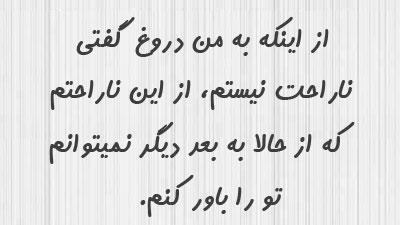 از اینکه به من دروغ گفتی
ناراحت نیستم، از این ناراحتم
که از حالا به بعد دیگر نمیتوانم
تو را باور کنم.